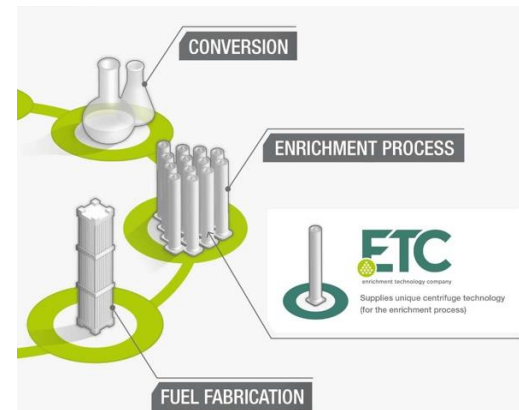 CONVERSION
ENRICHMENT PROCESS
ETC
enrichment technology company
Supplies unique centrifuge technology
(for the enrichment process)
FUEL FABRICATION